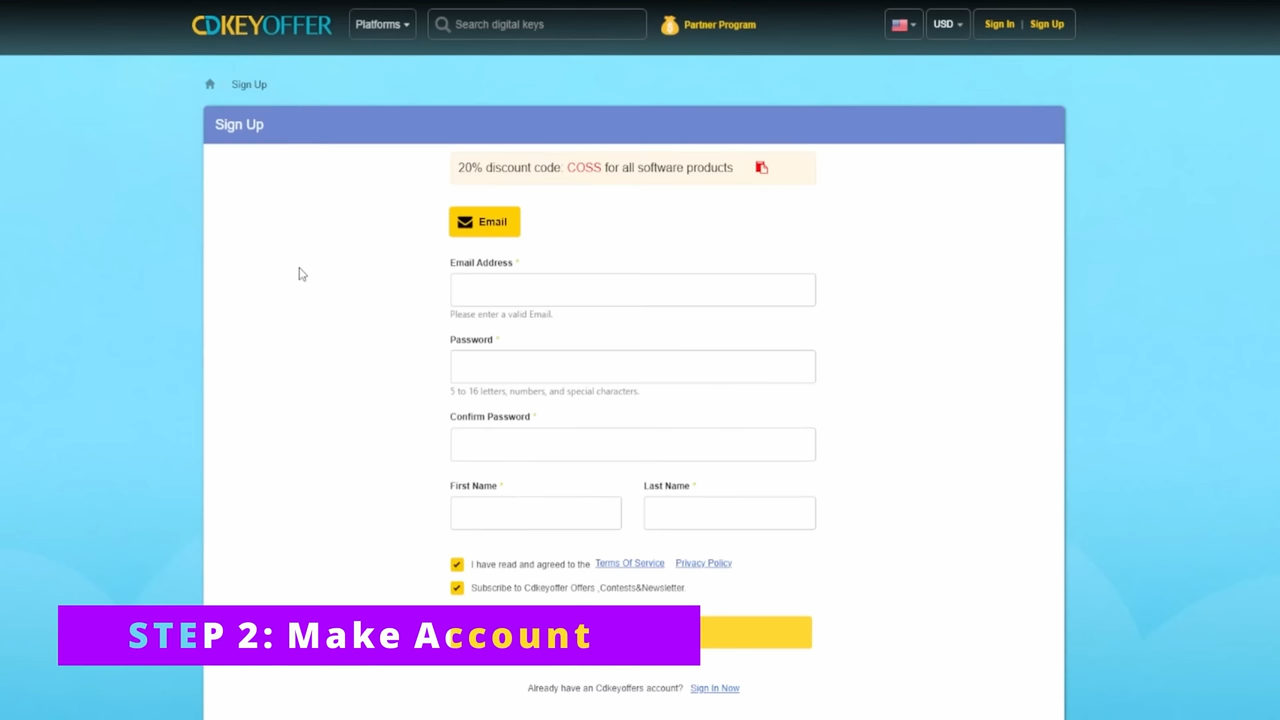 CDKEYOFFER
Platforms
Search digital keys
Partner Program
USD
Sign In | Sign Up
Sign Up
Sign Up
20% discount code: COSS for all software products
Email
Email Address *
Please enter a valid Email.
Password *
5 to 16 letters, numbers, and special characters.
Confirm Password *
First Name * Last Name *
I have read and agreed to the Terms Of Service Privacy Policy
Subscribe to Cdkeyoffer Offers ,Contests&Newsletter.
STEP 2: Make Account
Already have an Cdkeyoffers account? Sign In Now